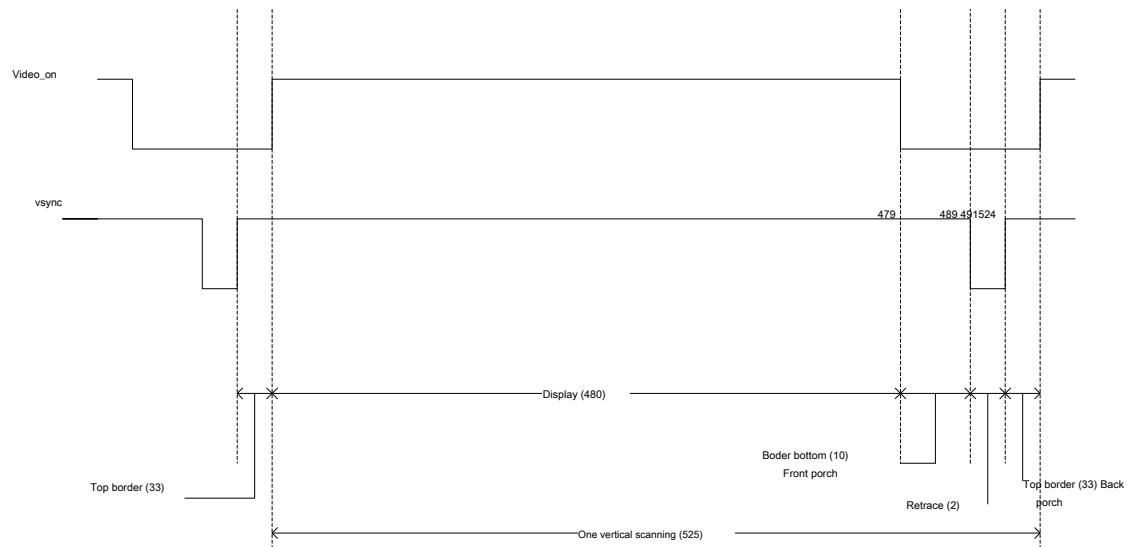 Video_on
vsync
479
489 491524
Display (480)
Boder bottom (10)
Front porch
Top border (33)
Top border (33) Back
porch
Retrace (2)
One vertical scanning (525)